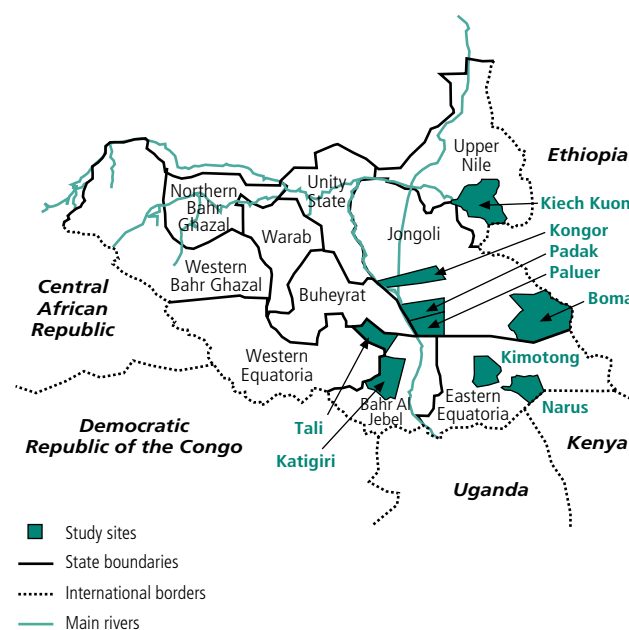 Upper
Nile
Ethiopia
Unity
State
Northern
Bahr
Ghazal
Kiech Kuon
Jongoli
Kongor
Warab
Padak
Western
Bahr Ghazal
Paluer
Central
African
Republic
Buheyrat
Boma
Western
Equatoria
Kimotong
Eastern
Equatoria
Bahr Al
Jebel
Narus
Democratic
Republic of the Congo
Tali
Kenya
Katigiri
Uganda
Study sites
State boundaries
International borders
Main rivers